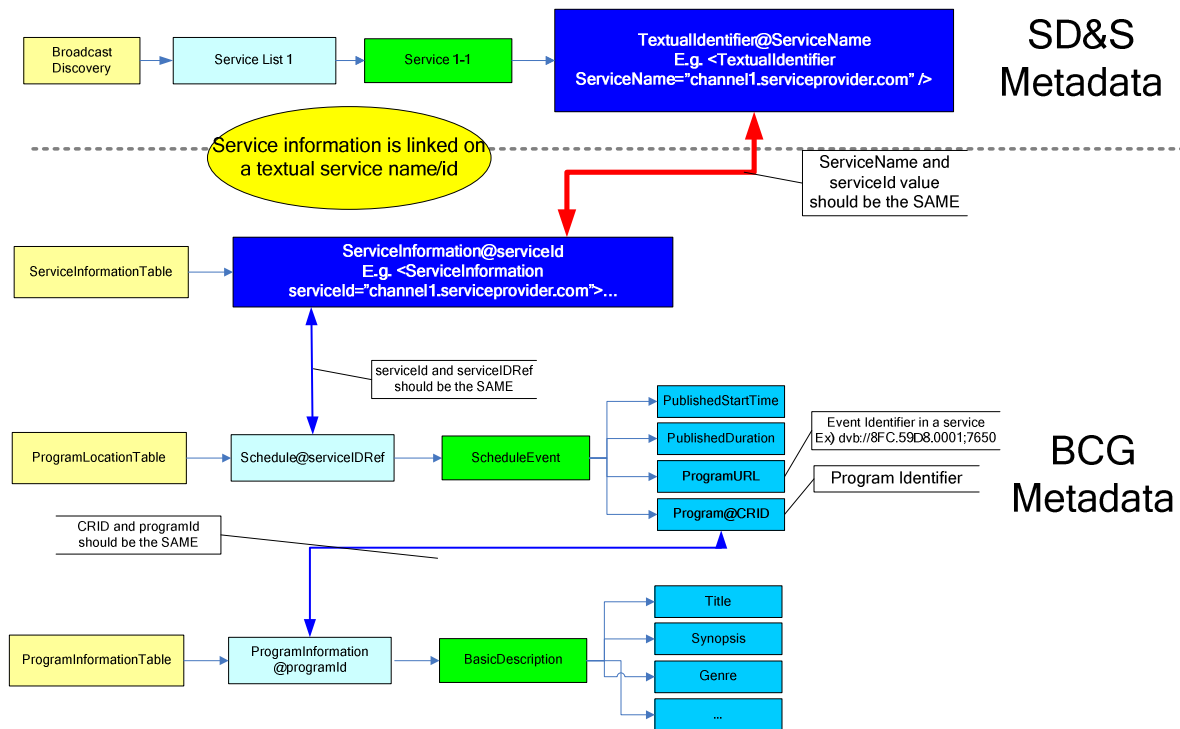 Broadcast
Discovery
Service List 1
Service 1-1
TextualIdentifier@ServiceName
E.g. <TextualIdentifier
ServiceName="channel1.serviceprovider.com" />
SD&S
Metadata
Service information is linked on
a textual service name/id
ServiceName and
serviceId value
should be the SAME
ServiceInformationTable
ServiceInformation@serviceId
E.g. <ServiceInformation
serviceId="channel1.serviceprovider.com">...
serviceId and serviceIDRef
should be the SAME
ProgramLocationTable
Schedule@serviceIDRef
ScheduleEvent
PublishedStartTime
PublishedDuration
ProgramURL
Program@CRID
Event Identifier in a service
Ex) dvb://8FC.59D8.0001;7650
Program Identifier
BCG
Metadata
CRID and programId
should be the SAME
ProgramInformationTable
ProgramInformation
@programId
BasicDescription
Title
Synopsis
Genre
...